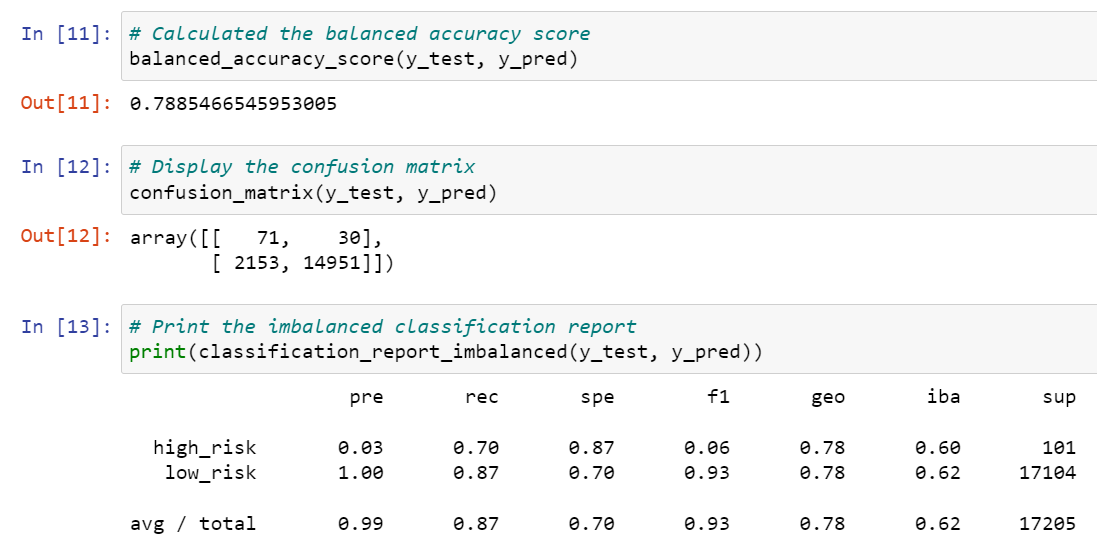 In [11]: # Calculated the balanced accuracy score
balanced_accuracy_score(y_test, y_pred)
Out[11]: 0.7885466545953005
In [12]: # Display the confusion matrix
confusion_matrix(y_test, y_pred)
Out[12]: array([[   71,    30],
       [ 2153, 14951]])
In [13]: # Print the imbalanced classification report
print(classification_report_imbalanced(y_test, y_pred))
pre rec spe f1 geo iba sup
high_risk 0.03 0.70 0.87 0.06 0.78 0.60 101
low_risk 1.00 0.87 0.70 0.93 0.78 0.62 17104
avg / total 0.99 0.87 0.70 0.93 0.78 0.62 17205